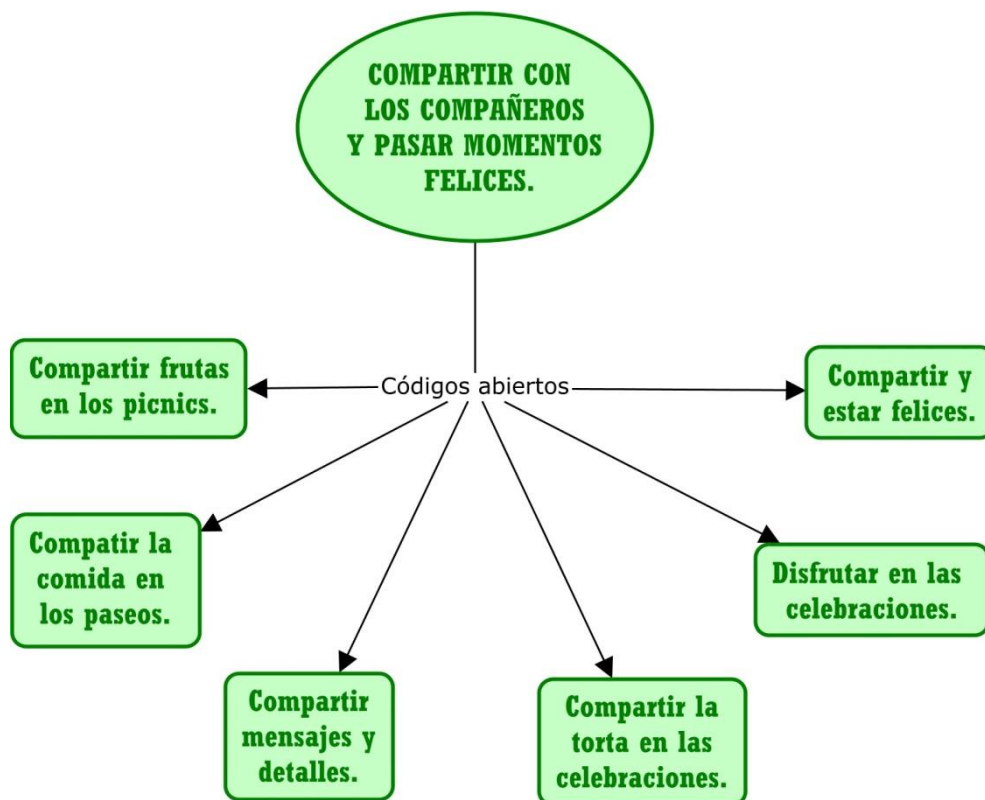 COMPARTIR CON
LOS COMPAÑEROS
Y PASAR MOMENTOS
FELICES.
Códigos abiertos
Compartir frutas
en los picnics.
Compartir y
estar felices.
Compatir la
comida en
los paseos.
Disfrutar en las
celebraciones.
Compartir
mensajes y
detalles.
Compartir la
torta en las
celebraciones.